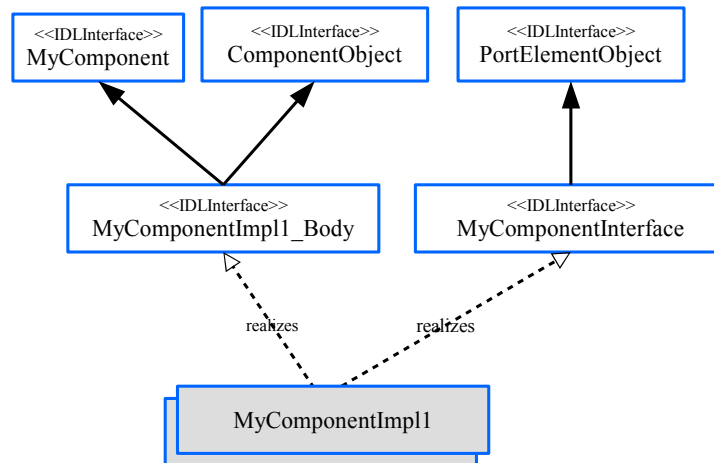 <<IDLInterface>>
MyComponent
<<IDLInterface>>
ComponentObject
<<IDLInterface>>
PortElementObject
<<IDLInterface>>
MyComponentImpl1_Body
<<IDLInterface>>
MyComponentInterface
realizes
realizes
MyComponentImpl1